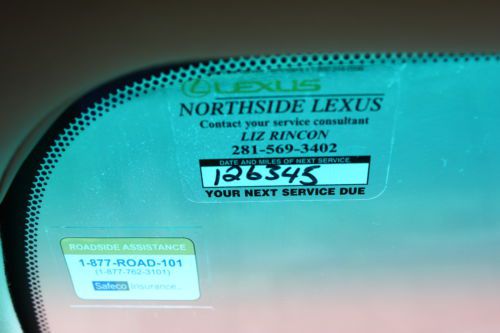 LEXUS
NORTHSIDE LEXUS
Contact your service consultant
LIZ RINCON
281-569-3402
DATE AND MILES OF NEXT SERVICE
126345
YOUR NEXT SERVICE DUE
ROADSIDE ASSISTANCE
1-877-ROAD-101
(1-877-762-3101)
Safeco Insurance